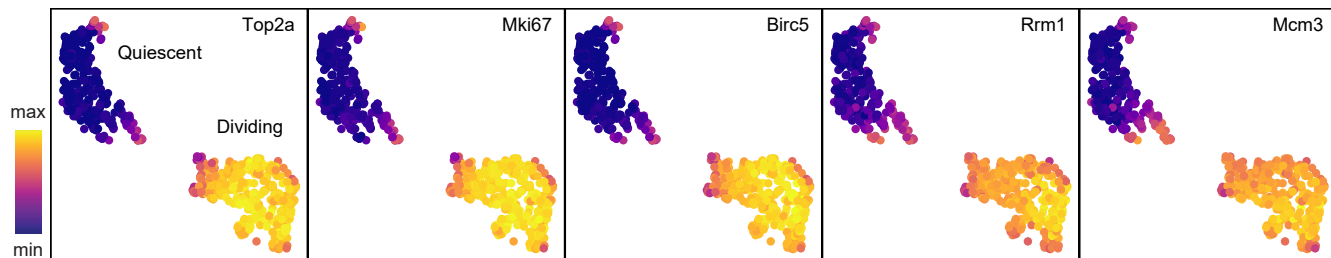 Top2a
Mki67
Birc5
Rrm1
Mcm3
Quiescent
max
Dividing
min